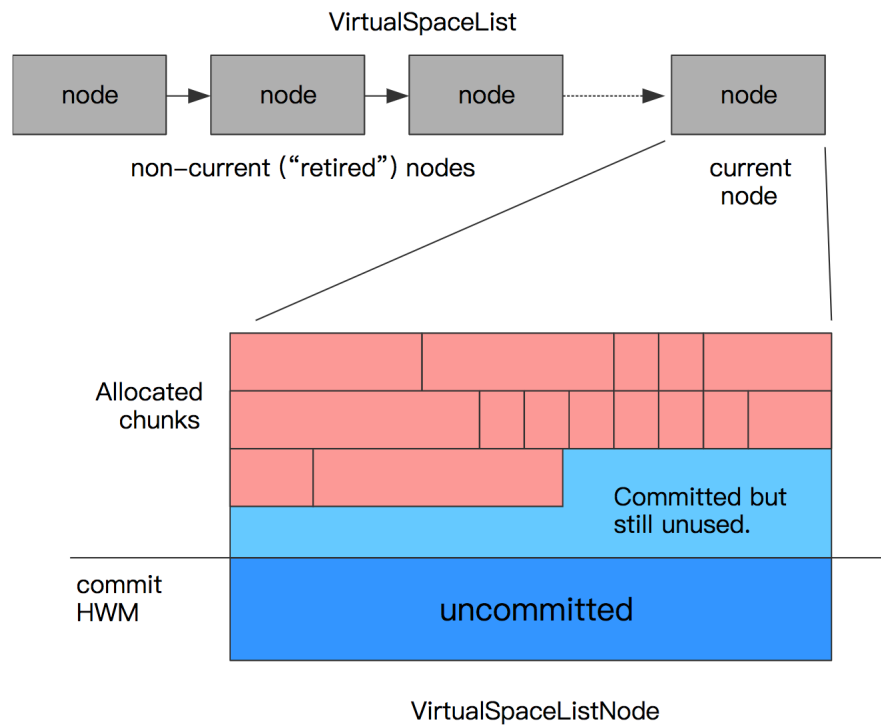 VirtualSpaceList
node
node
node
node
non-current (“retired”) nodes
current
node
Allocated
chunks
Committed but
still unused.
commit
HWM
uncommitted
VirtualSpaceListNode